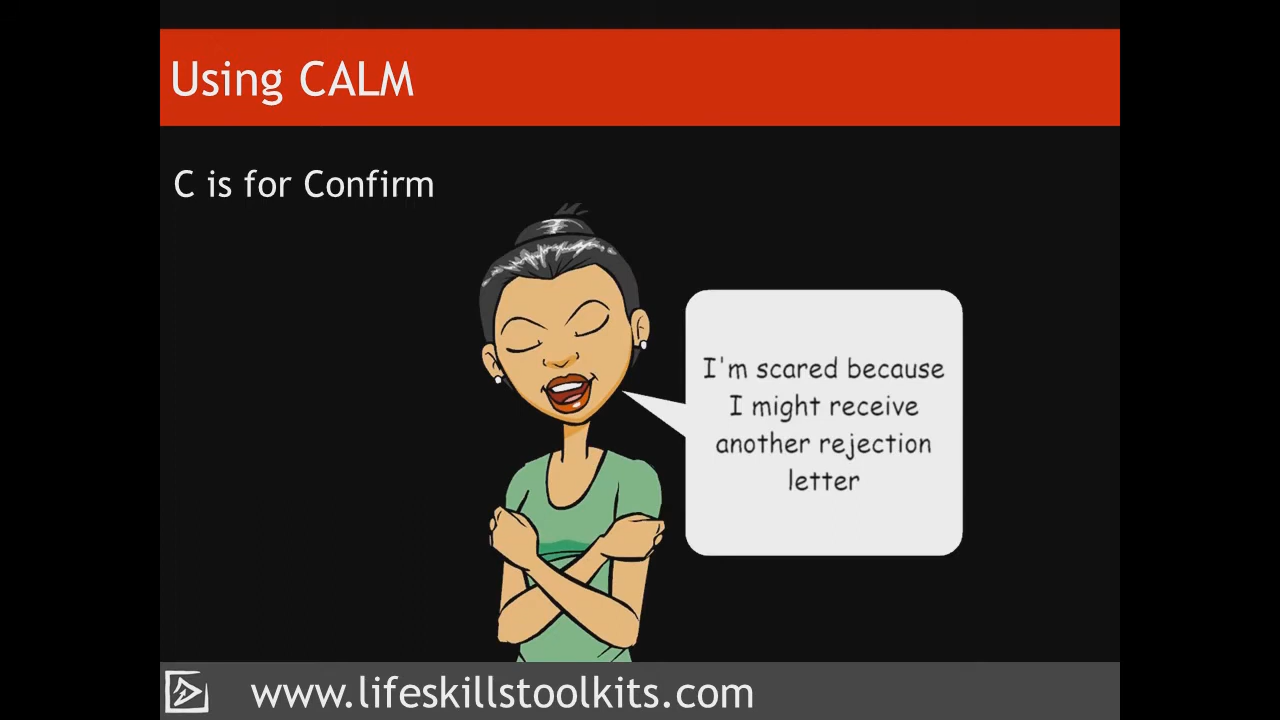 Using CALM
C is for Confirm
I'm scared because
I might receive
another rejection
letter
www.lifeskillstoolkits.com